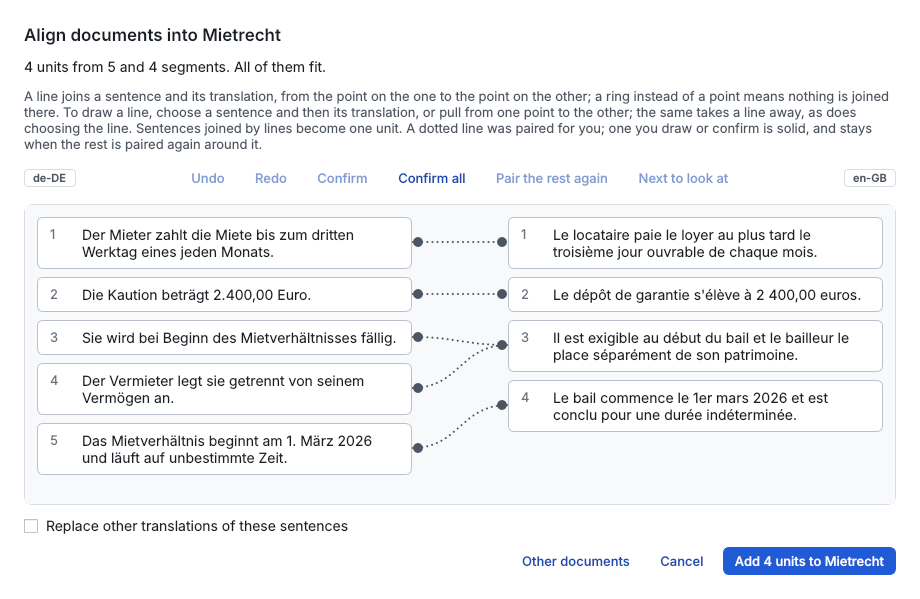 Align documents into Mietrecht
4 units from 5 and 4 segments. All of them fit.
A line joins a sentence and its translation, from the point on the one to the point on the other; a ring instead of a point means nothing is joined
there. To draw a line, choose a sentence and then its translation, or pull from one point to the other; the same takes a line away, as does
choosing the line. Sentences joined by lines become one unit. A dotted line was paired for you; one you draw or confirm is solid, and stays
when the rest is paired again around it.
de-DE Undo Redo Confirm Confirm all Pair the rest again Next to look at en-GB
1 Der Mieter zahlt die Miete bis zum dritten
Werktag eines jeden Monats.
2 Die Kaution beträgt 2.400,00 Euro.
3 Sie wird bei Beginn des Mietverhältnisses fällig.
4 Der Vermieter legt sie getrennt von seinem
Vermögen an.
5 Das Mietverhältnis beginnt am 1. März 2026
und läuft auf unbestimmte Zeit.
1 Le locataire paie le loyer au plus tard le
troisième jour ouvrable de chaque mois.
2 Le dépôt de garantie s'élève à 2 400,00 euros.
3 Il est exigible au début du bail et le bailleur le
place séparément de son patrimoine.
4 Le bail commence le 1er mars 2026 et est
conclu pour une durée indéterminée.
Replace other translations of these sentences
Other documents Cancel Add 4 units to Mietrecht